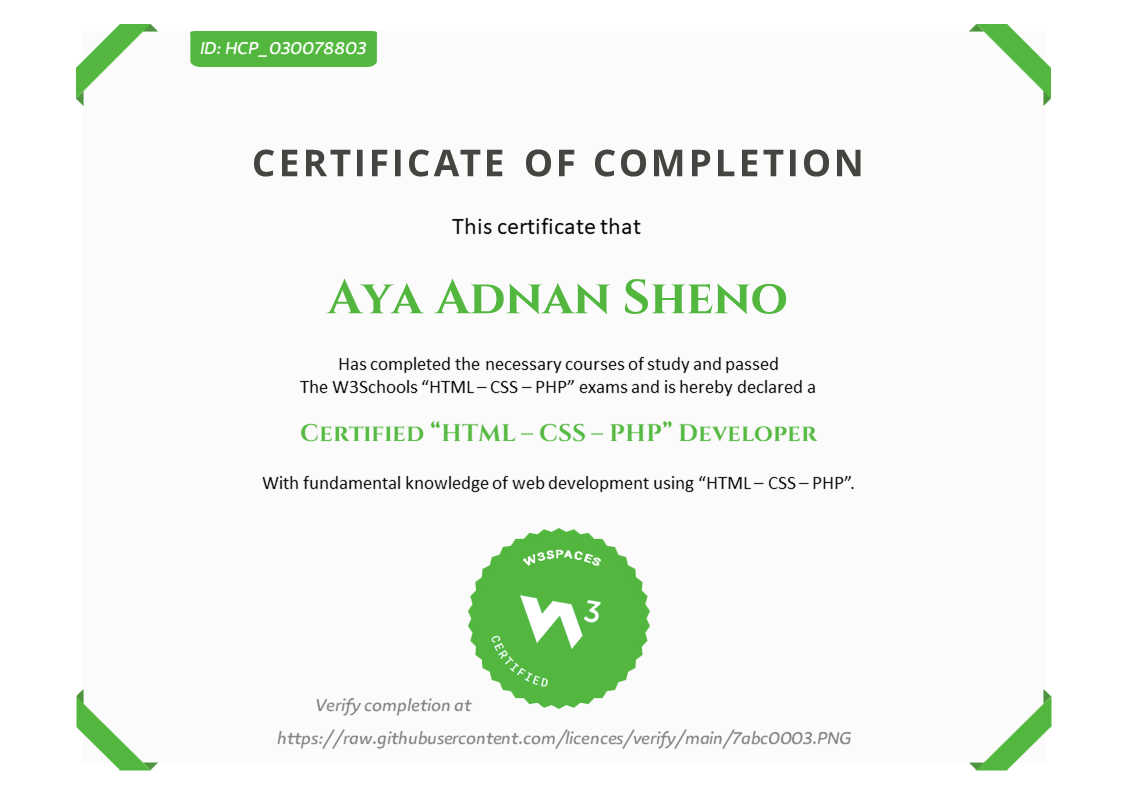 ID: HCP_030078803
CERTIFICATE OF COMPLETION
This certificate that
AYA ADNAN SHENO
Has completed the necessary courses of study and passed
The W3Schools “HTML – CSS – PHP” exams and is hereby declared a
CERTIFIED “HTML – CSS – PHP” DEVELOPER
With fundamental knowledge of web development using “HTML – CSS – PHP”.
W3SPACES
W3
CERTIFIED
Verify completion at
https://raw.githubusercontent.com/licences/verify/main/7abc0003.PNG